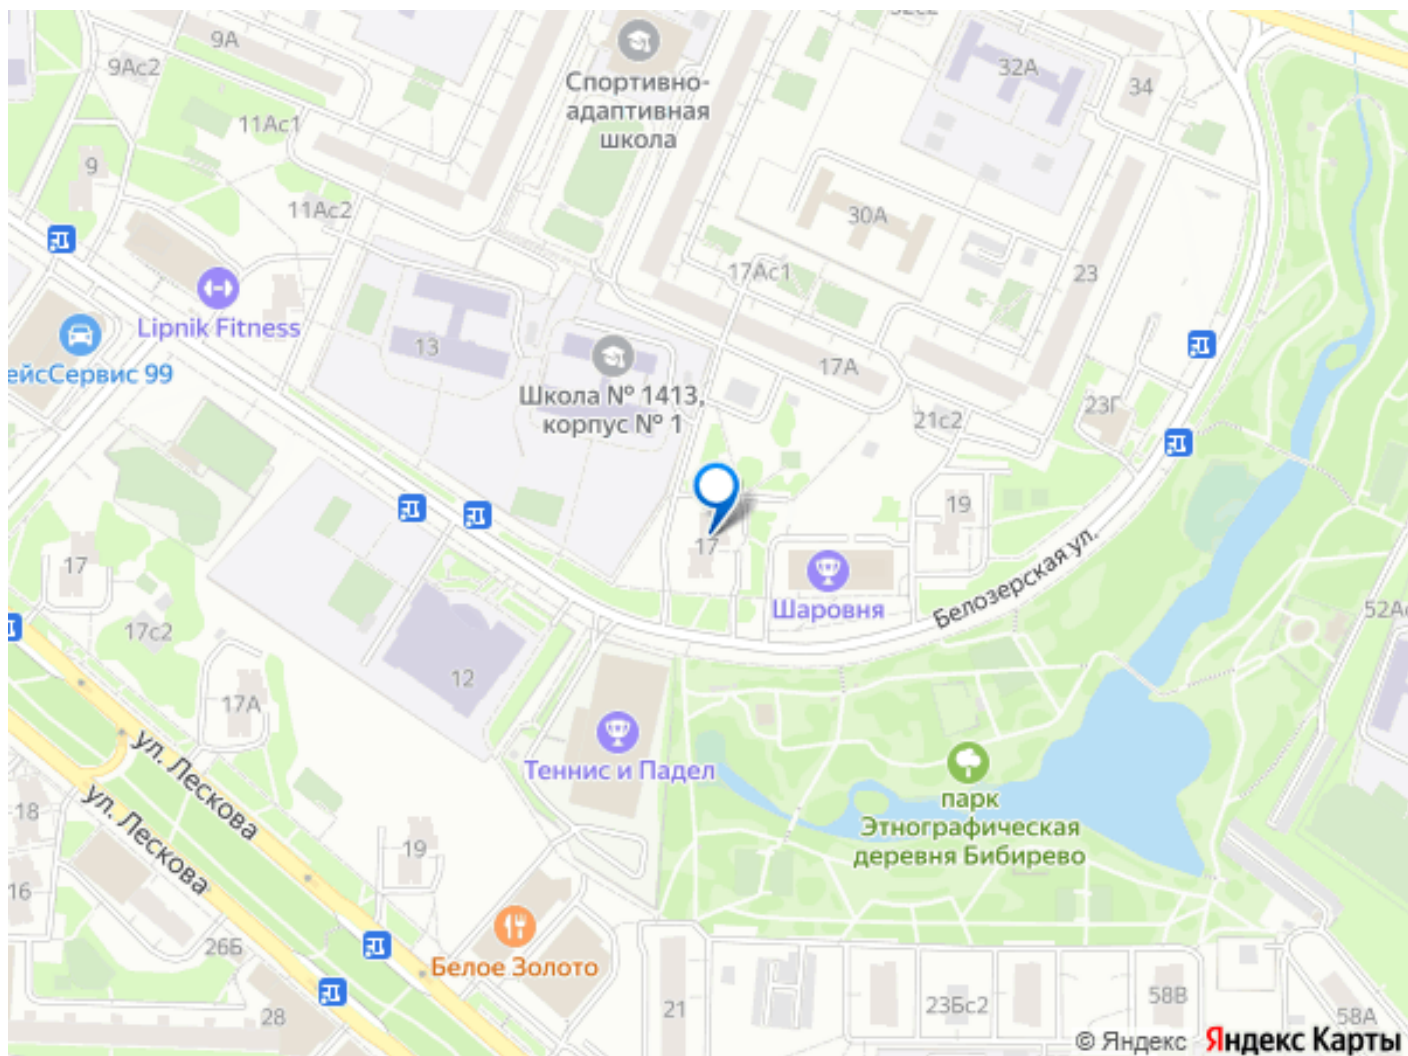 9А
32А
9Ас2
34
Спортивно-
адаптивная
школа
11Ас1
9
11Ас2
30А
17Ас1
23
Lipnik Fitness
13
ейсСервис 99
17А
Школа № 1413,
корпус № 1
23Г
21с2
19
17
17
Белозерская ул.
Шаровня
17с2
12
17А
ул. Лескова
Теннис и Падел
ул. Лескова
парк
Этнографическая
деревня Бибирево
18
19
16
26Б
Белое Золото
21
23Бс2
58В
28
58А
© Яндекс Яндекс Карты